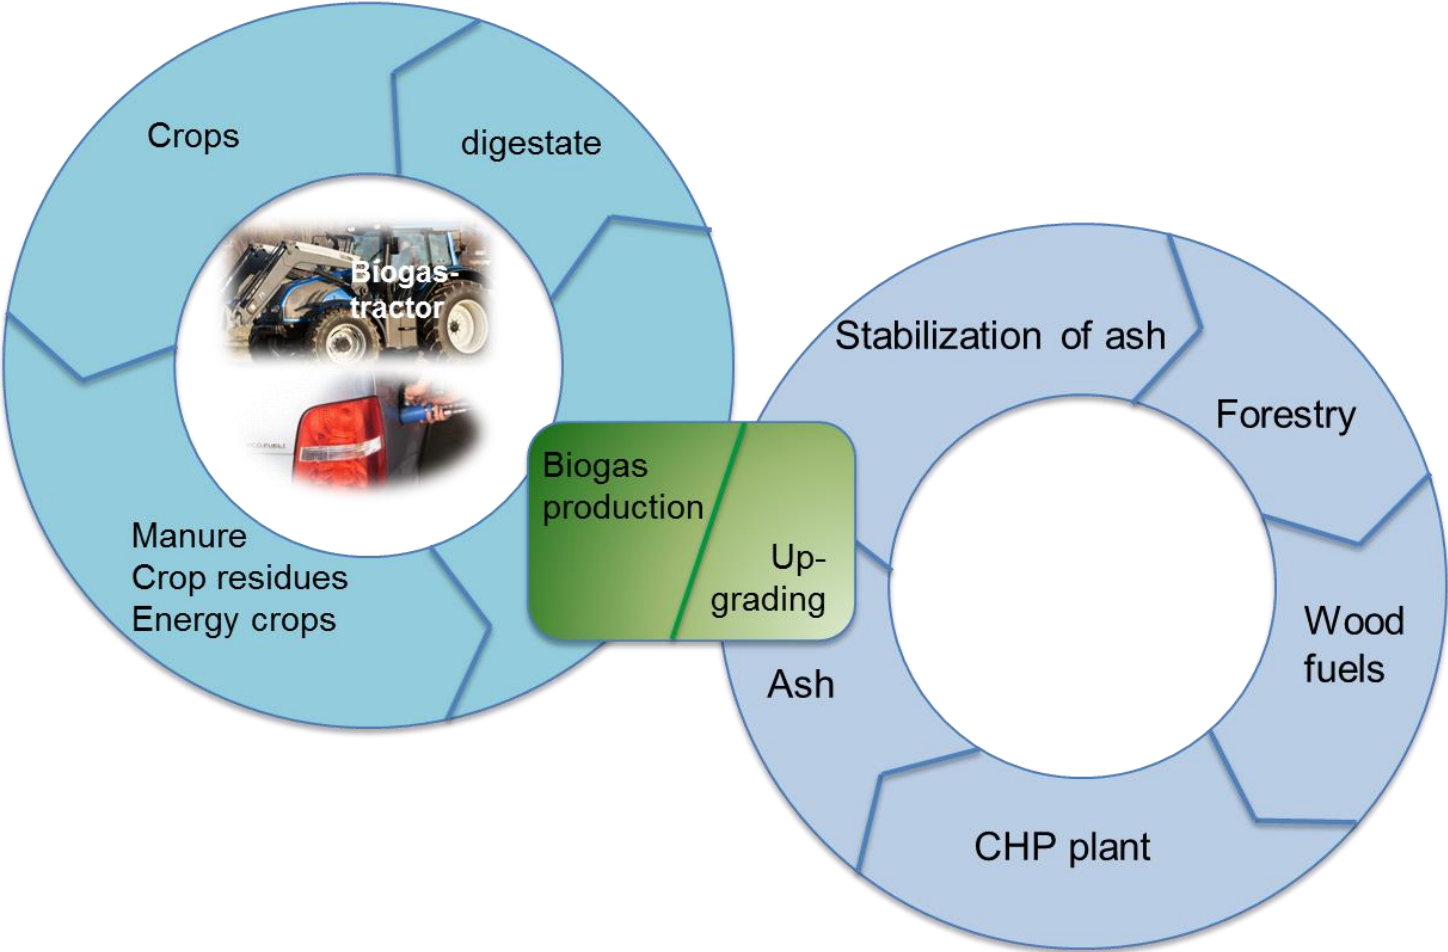 Crops
digestate
Biogas-
tractor
Manure
Crop residues
Energy crops
Biogas
production
Up-
grading
Stabilization of ash
Forestry
Wood
fuels
CHP plant
Ash